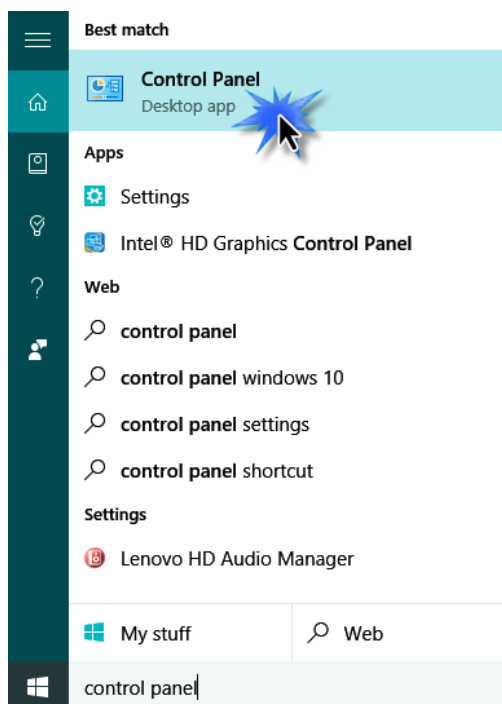 Best match
Control Panel
Desktop app
Apps
Settings
Intel® HD Graphics Control Panel
Web
control panel
control panel windows 10
control panel settings
control panel shortcut
Settings
Lenovo HD Audio Manager
My stuff
Web
control panel